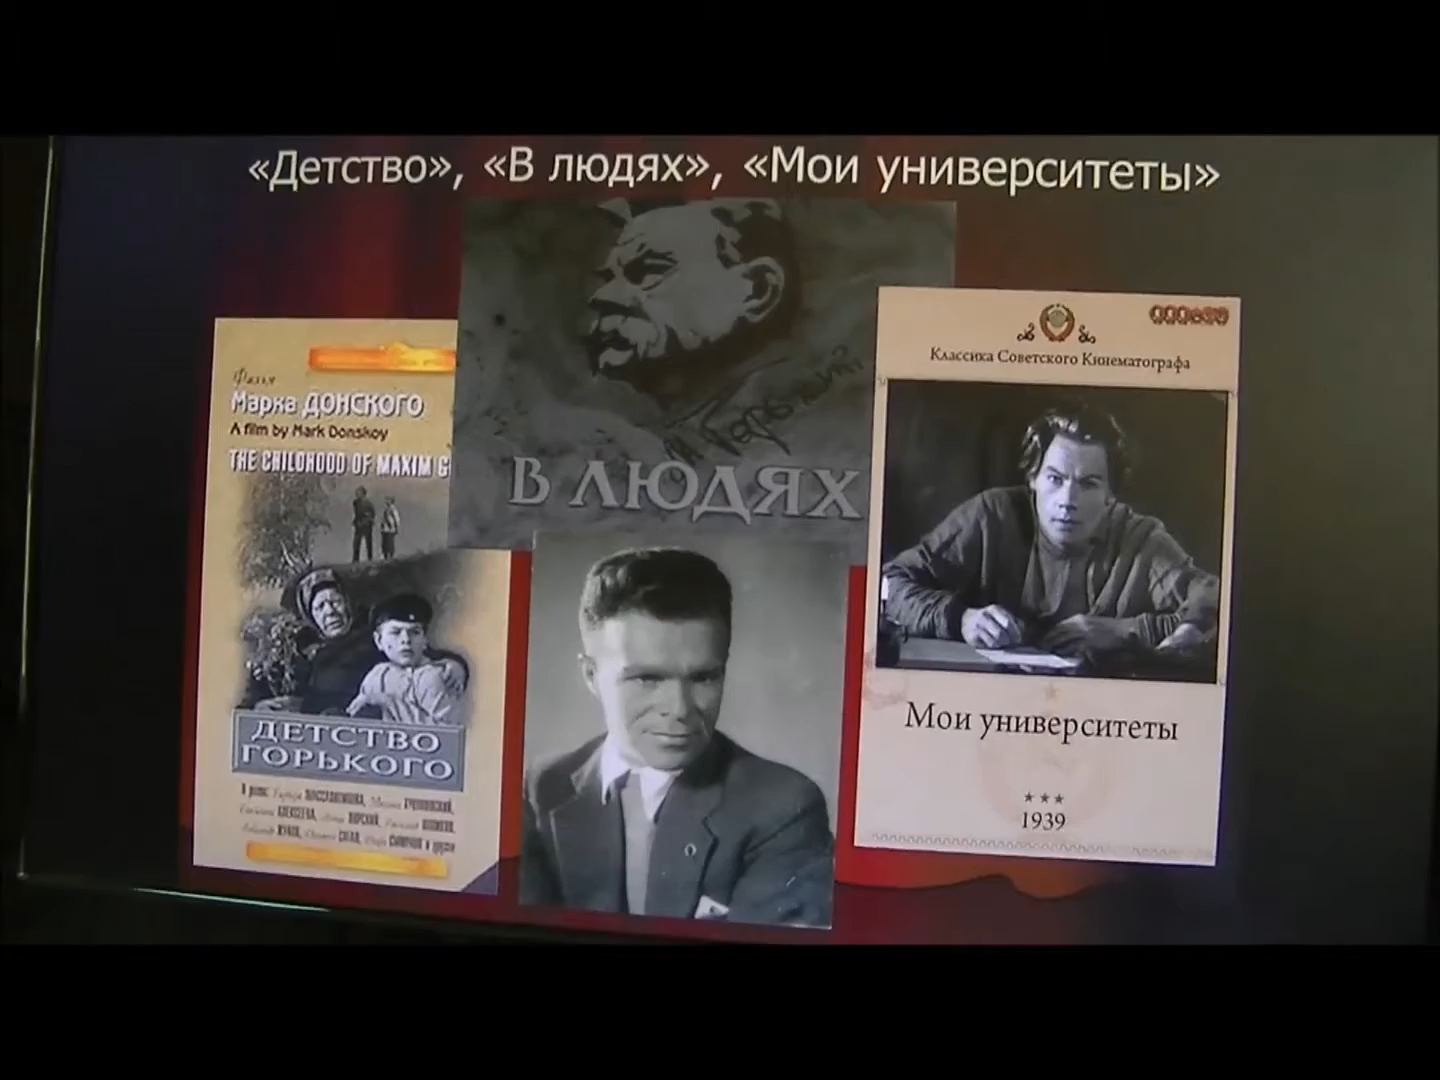 «Детство», «В людях», «Мои университеты»
Фильм
Марка ДОНСКОГО
A film by Mark Donskoy
THE CHILDHOOD OF MAXIM G
ДЕТСТВО
ГОРЬКОГО
В ЛЮДЯХ
М. Горький
Классика Советского Кинематографа
Мои университеты
1939